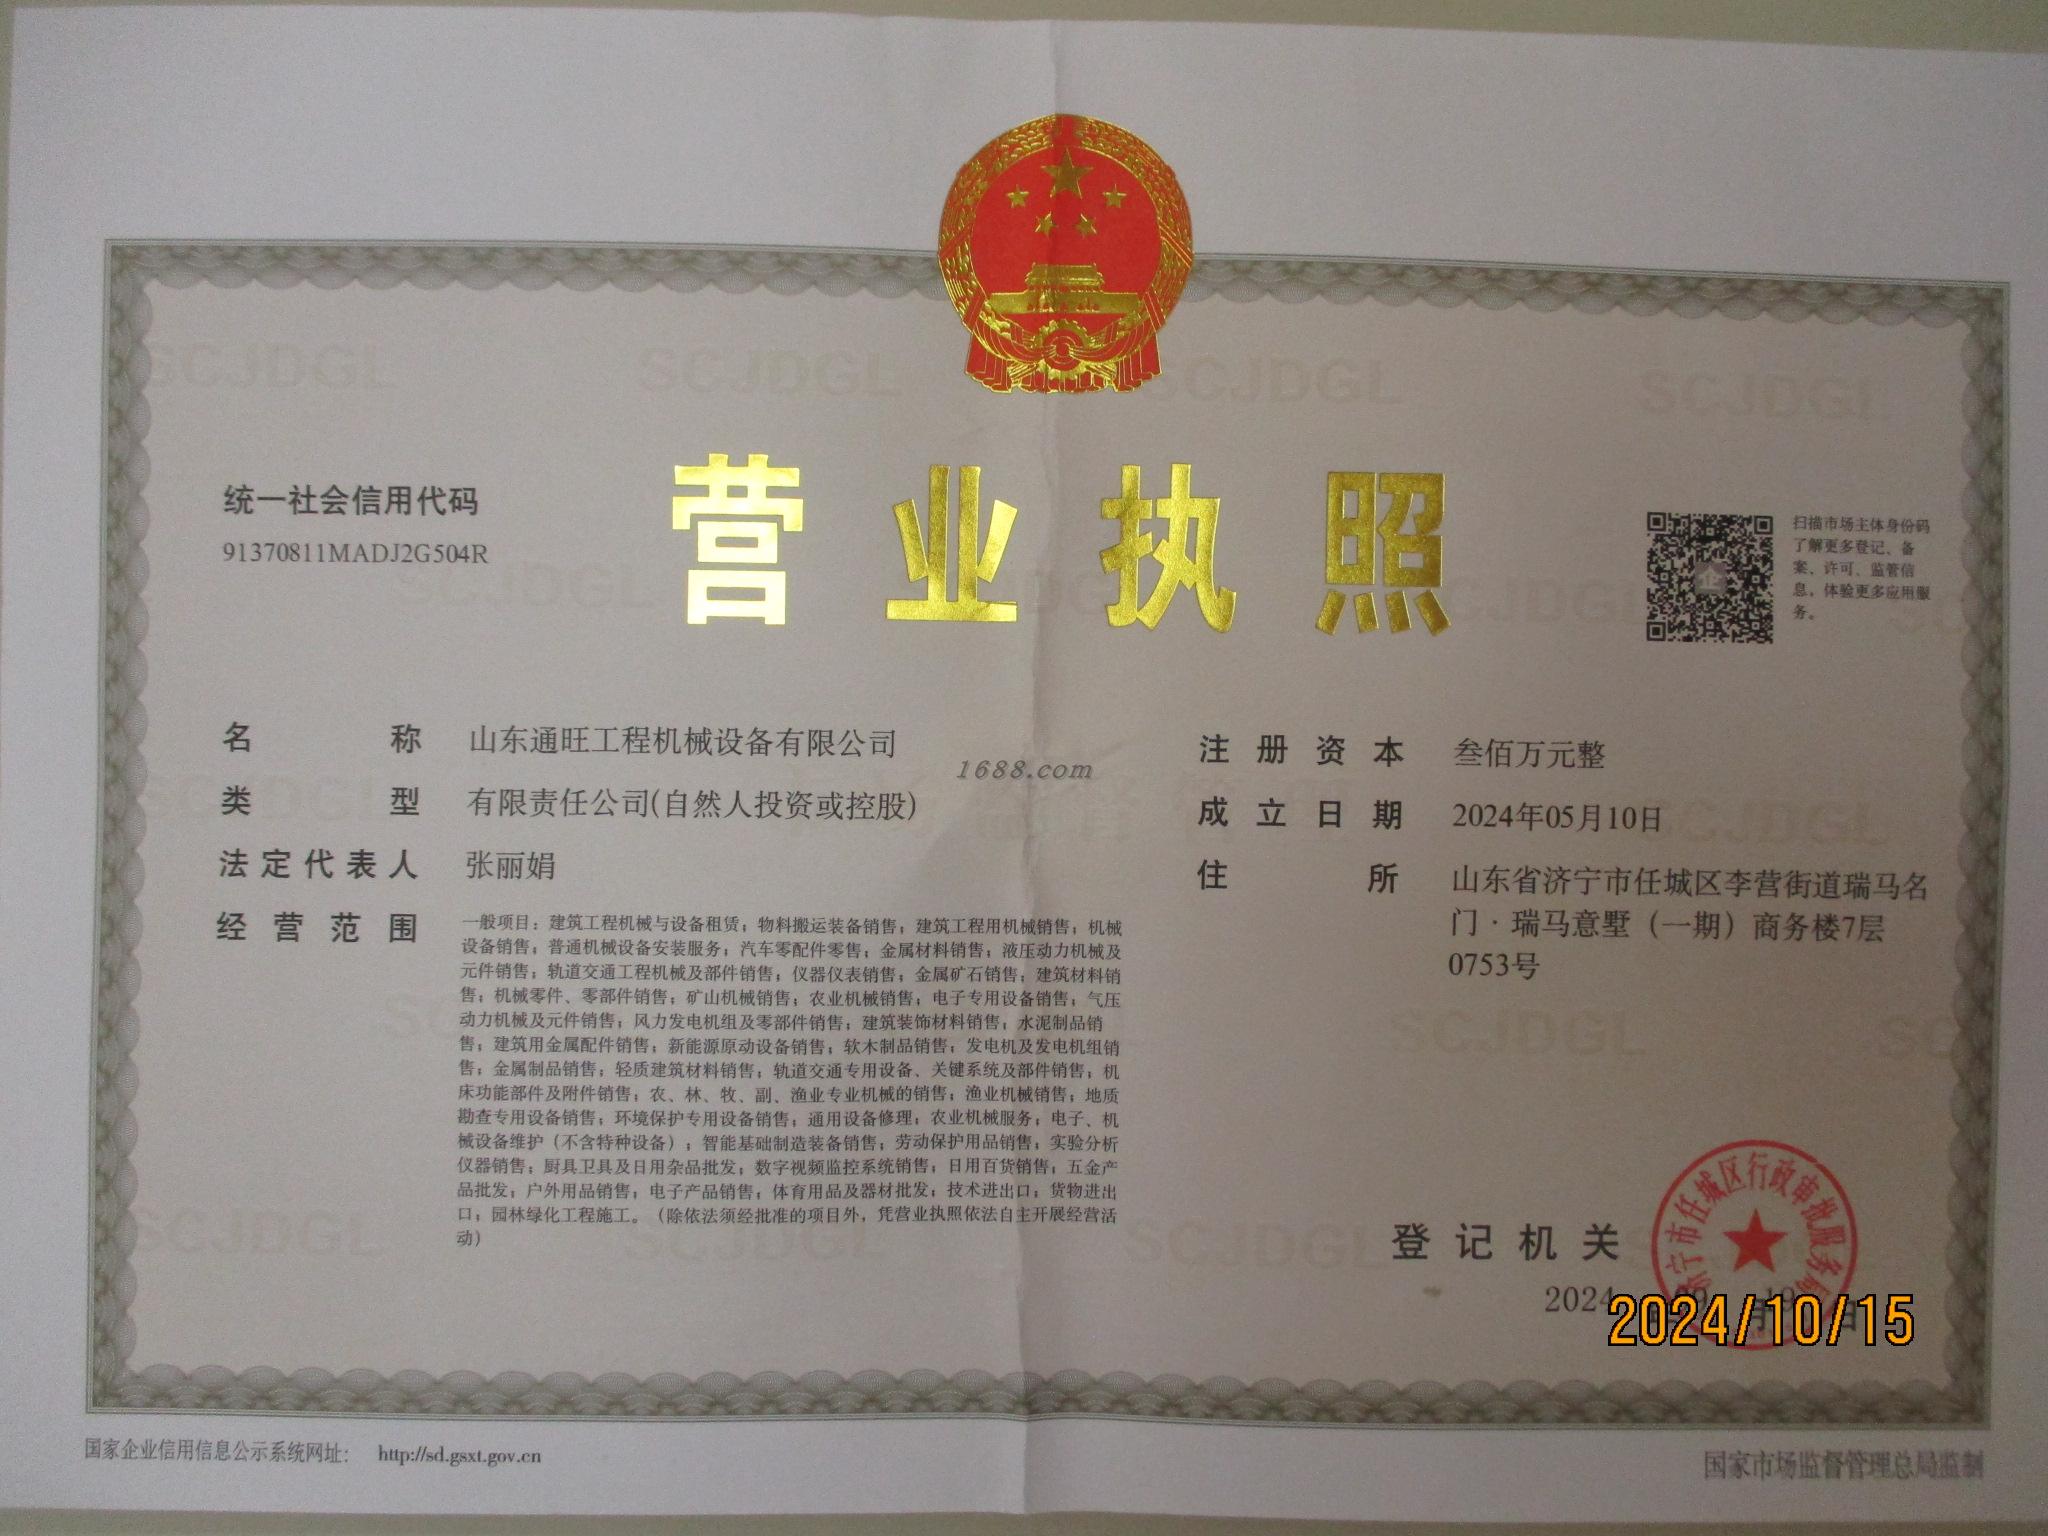 营业执照
统一社会信用代码
91370811MADJ2G504R
扫描市场主体身份码
了解更多登记、备
案、许可、监管信
息，体验更多应用服
务。
名称 山东通旺工程机械设备有限公司
类型 有限责任公司(自然人投资或控股)
法定代表人 张丽娟
经营范围 一般项目：建筑工程机械与设备租赁；物料搬运装备销售；建筑工程用机械销售；机械
设备销售；普通机械设备安装服务；汽车零配件零售；金属材料销售；液压动力机械及
元件销售；轨道交通工程机械及部件销售；仪器仪表销售；金属矿石销售；建筑材料销
售；机械零件、零部件销售；矿山机械销售；农业机械销售；电子专用设备销售；气压
动力机械及元件销售；风力发电机组及零部件销售；建筑装饰材料销售；水泥制品销
售；建筑用金属配件销售；新能源原动设备销售；软木制品销售；发电机及发电机组销
售；金属制品销售；轻质建筑材料销售；轨道交通专用设备、关键系统及部件销售；机
床功能部件及附件销售；农、林、牧、副、渔业专业机械的销售；渔业机械销售；地质
勘查专用设备销售；环境保护专用设备销售；通用设备修理；农业机械服务；电子、机
械设备维护（不含特种设备）；智能基础制造装备销售；劳动保护用品销售；实验分析
仪器销售；厨具卫具及日用杂品批发；数字视频监控系统销售；日用百货销售；五金产
品批发；户外用品销售；电子产品销售；体育用品及器材批发；技术进出口；货物进出
口；园林绿化工程施工。（除依法须经批准的项目外，凭营业执照依法自主开展经营活
动）
注册资本 叁佰万元整
成立日期 2024年05月10日
住所 山东省济宁市任城区李营街道瑞马名
门·瑞马意墅（一期）商务楼7层
0753号
1688.com
登记机关
济宁市任城区行政审批服务局
2024 月 日
2024/10/15
国家企业信用信息公示系统网址： http://sd.gsxt.gov.cn
国家市场监督管理总局监制
SCJDGL